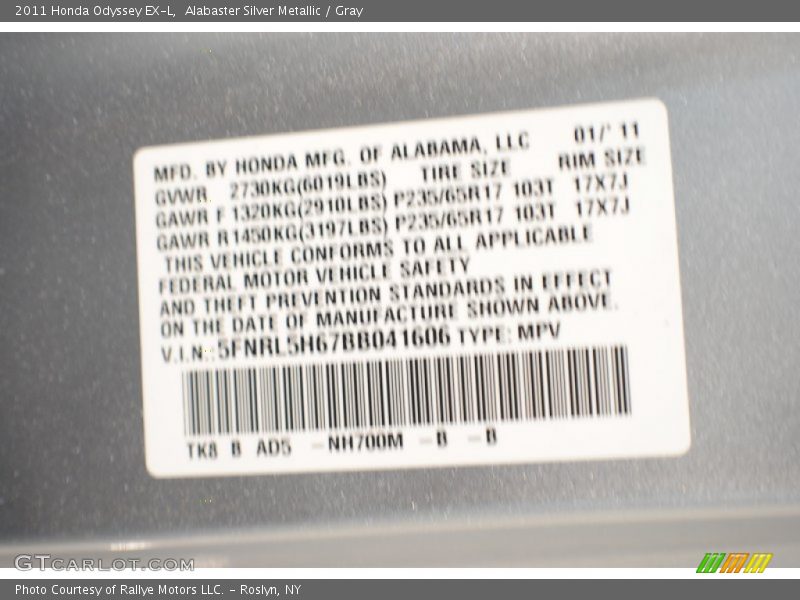 2011 Honda Odyssey EX-L,  Alabaster Silver Metallic / Gray
MFD. BY HONDA MFG. OF ALABAMA, LLC 01/' 11
GVWR 2730KG(6019LBS) TIRE SIZE RIM SIZE
GAWR F 1320KG(2910LBS) P235/65R17 103T 17X7J
GAWR R1450KG(3197LBS) P235/65R17 103T 17X7J
THIS VEHICLE CONFORMS TO ALL APPLICABLE
FEDERAL MOTOR VEHICLE SAFETY
AND THEFT PREVENTION STANDARDS IN EFFECT
ON THE DATE OF MANUFACTURE SHOWN ABOVE.
V.I.N.: 5FNRL5H67BB041606 TYPE: MPV
TK8 B AD5 -NH700M -B -B
GTCARLOT.COM
Photo Courtesy of Rallye Motors LLC. - Roslyn, NY